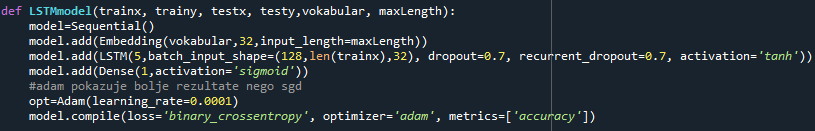 def LSTMmodel(trainx, trainy, testx, testy,vokabular, maxLength):
model=Sequential()
model.add(Embedding(vokabular,32,input_length=maxLength))
model.add(LSTM(5,batch_input_shape=(128,len(trainx),32), dropout=0.7, recurrent_dropout=0.7, activation='tanh'))
model.add(Dense(1,activation='sigmoid'))
#adam pokazuje bolje rezultate nego sgd
opt=Adam(learning_rate=0.0001)
model.compile(loss='binary_crossentropy', optimizer='adam', metrics=['accuracy'])